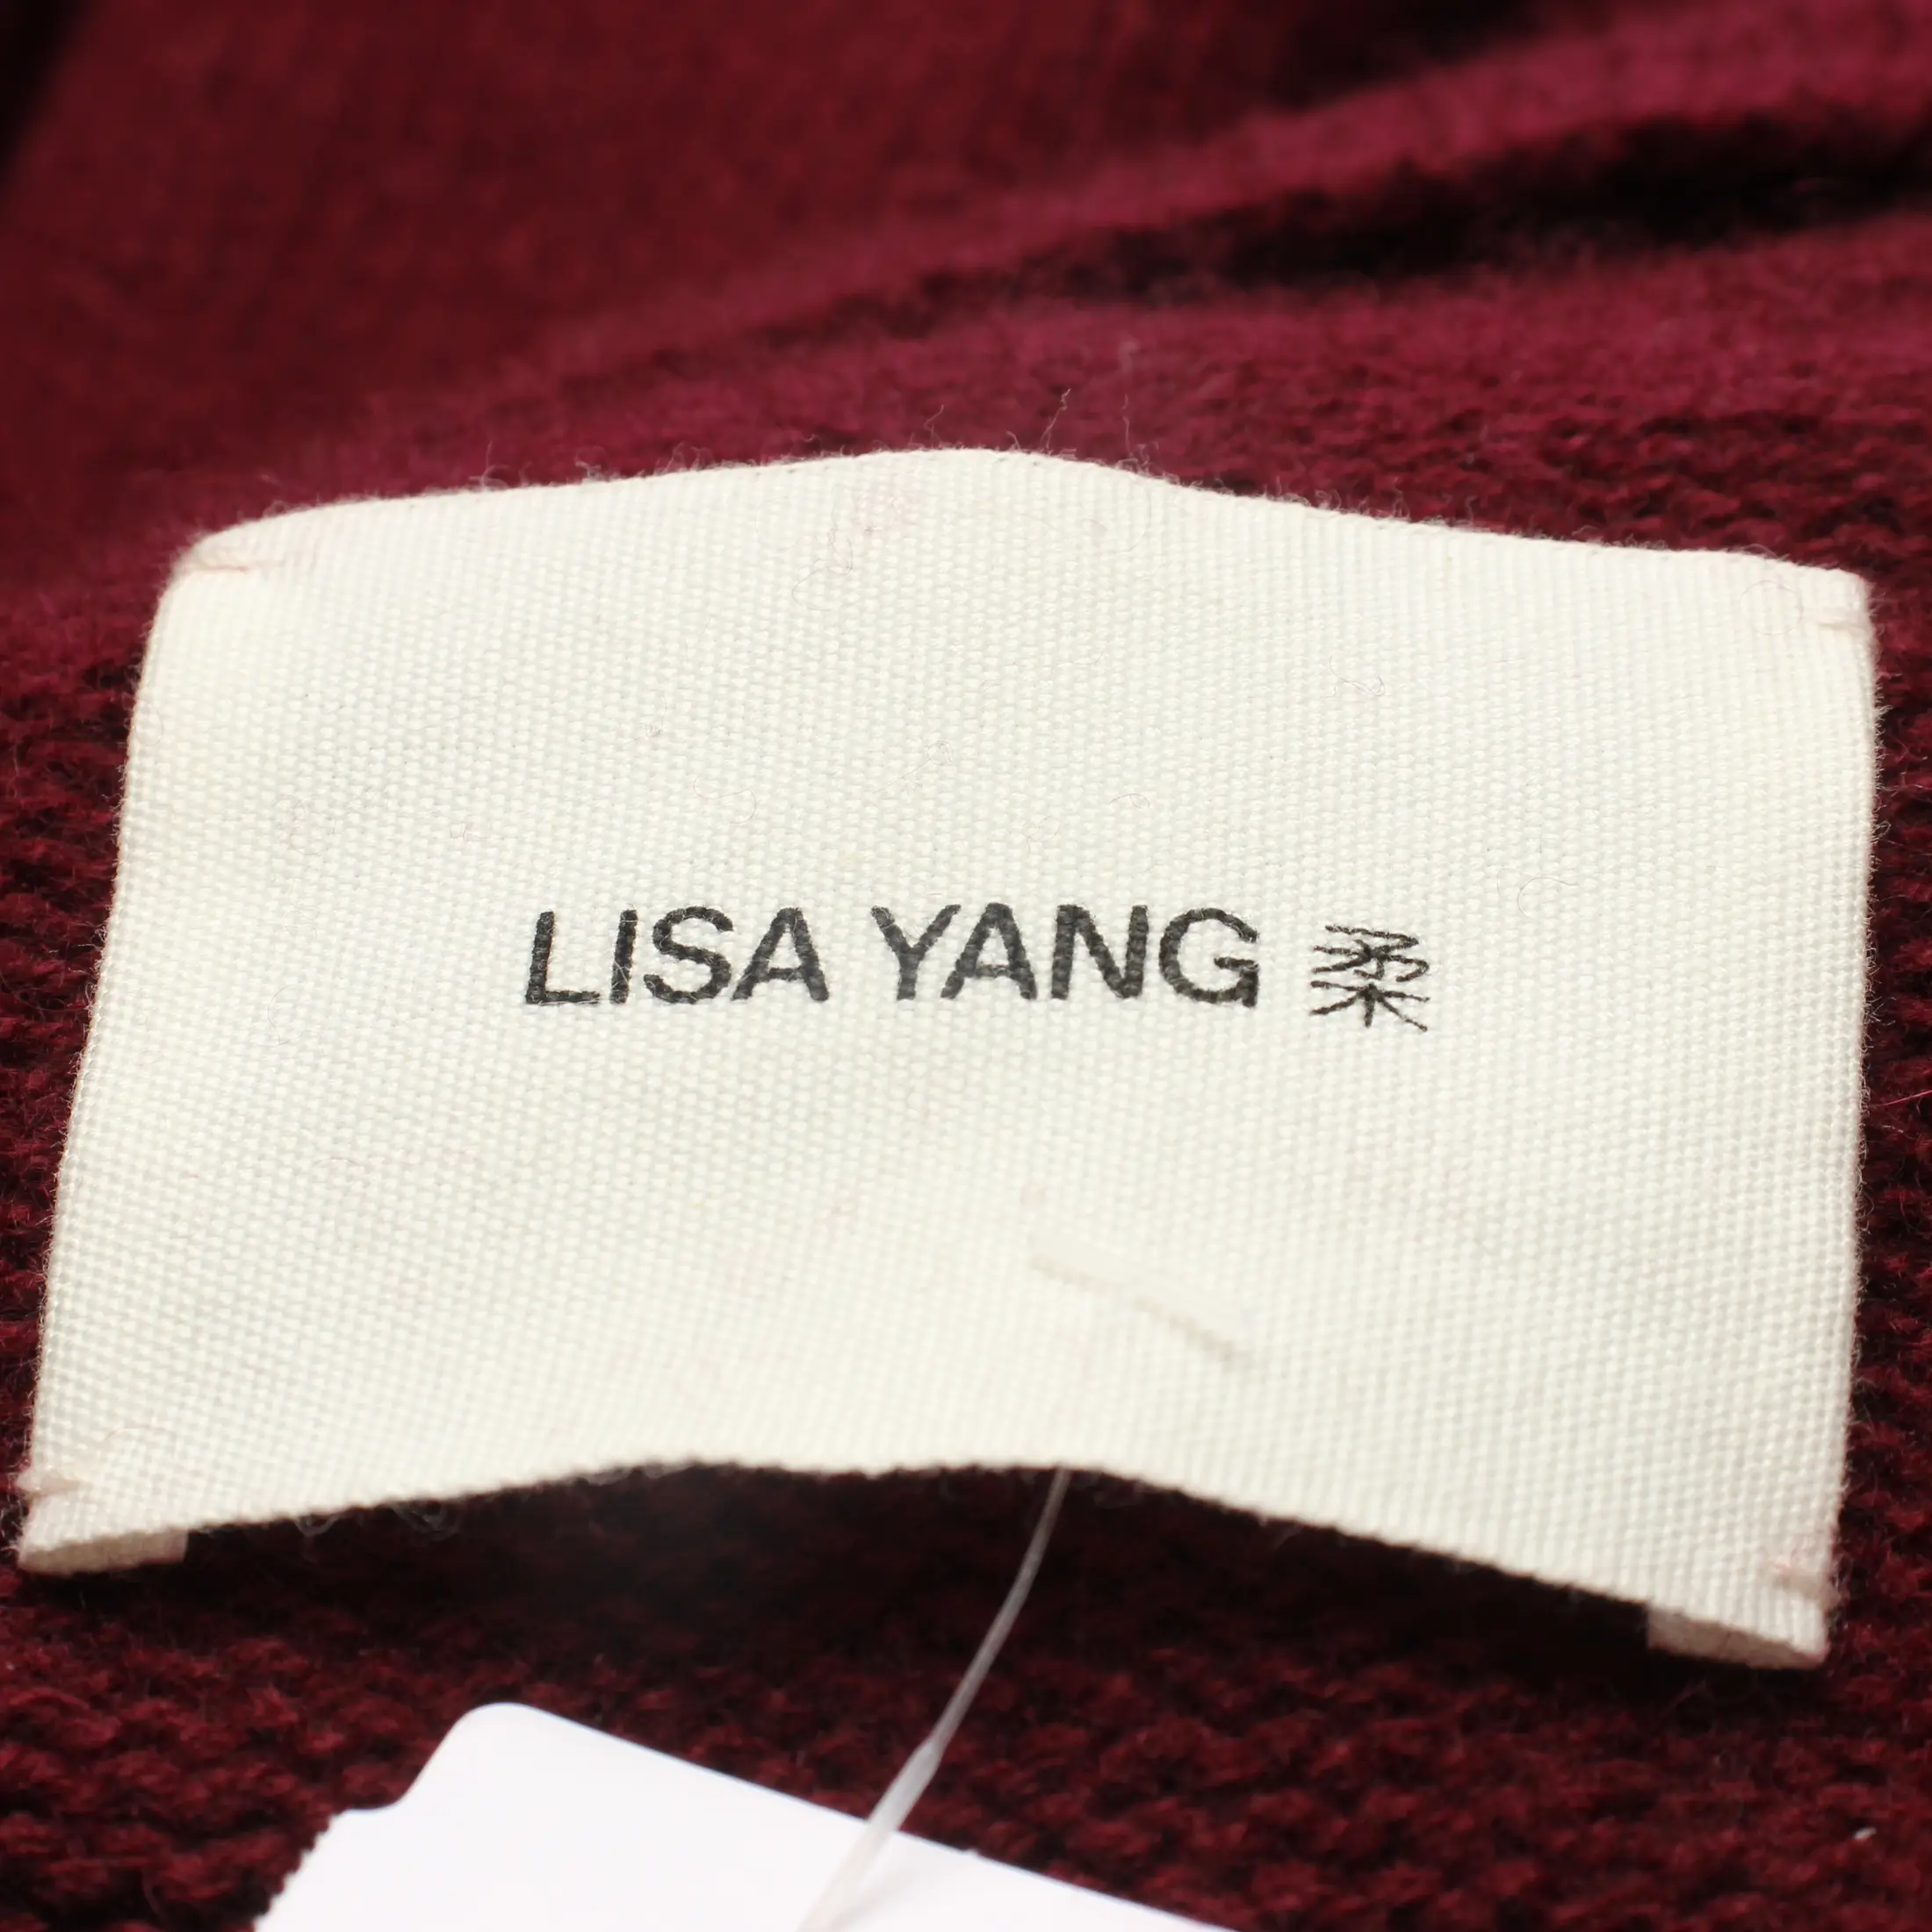 LISA YANG 柔